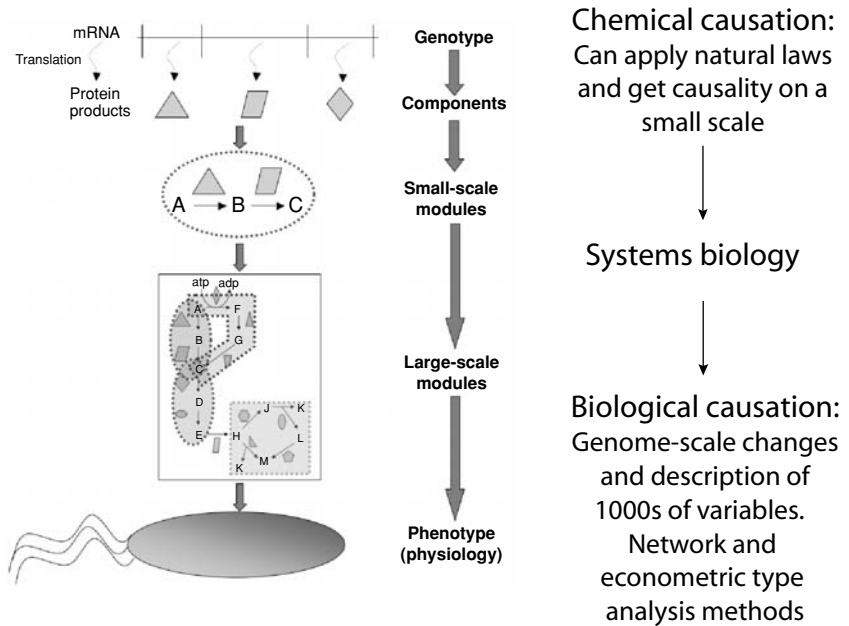 mRNA
Translation
Protein
products
A B C
atp adp
A F
B G
C
D
E H J K
L
K M
Genotype
Components
Small-scale
modules
Large-scale
modules
Phenotype
(physiology)
Chemical causation:
Can apply natural laws
and get causality on a
small scale
Systems biology
Biological causation:
Genome-scale changes
and description of
1000s of variables.
Network and
econometric type
analysis methods